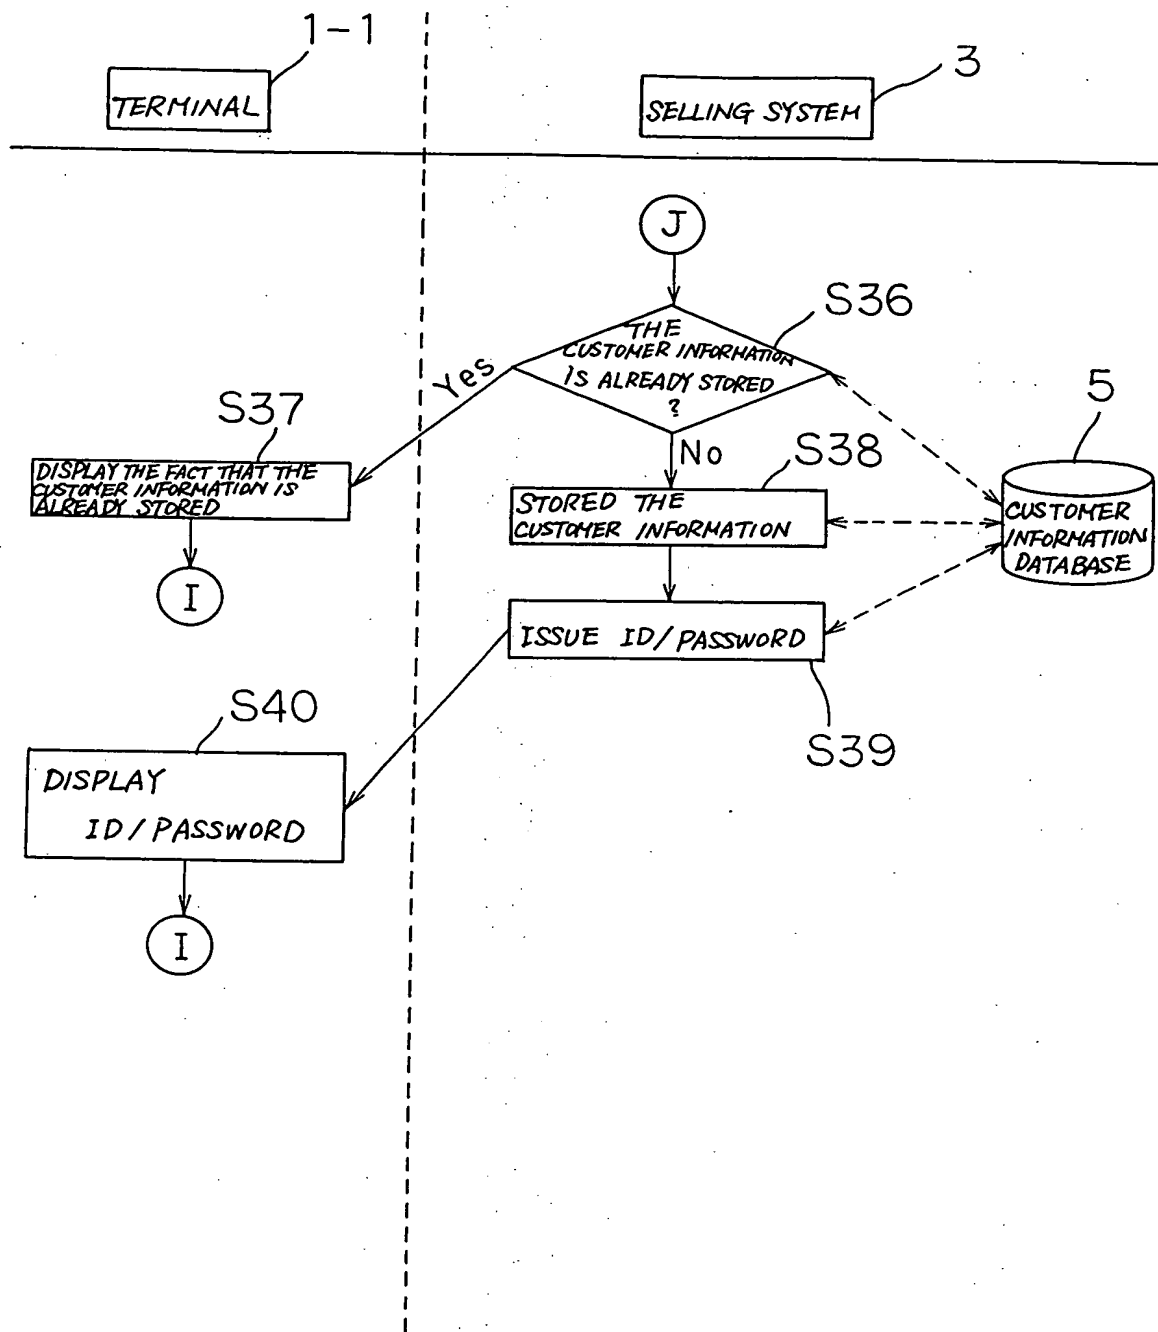 1-1
TERMINAL
3
SELLING SYSTEM
J
S36
THE
CUSTOMER INFORMATION
IS ALREADY STORED
?
Yes
No
S37
DISPLAY THE FACT THAT THE
CUSTOMER INFORMATION IS
ALREADY STORED
I
S38
STORED THE
CUSTOMER INFORMATION
5
CUSTOMER
INFORMATION
DATABASE
ISSUE ID/PASSWORD
S39
S40
DISPLAY
ID/PASSWORD
I